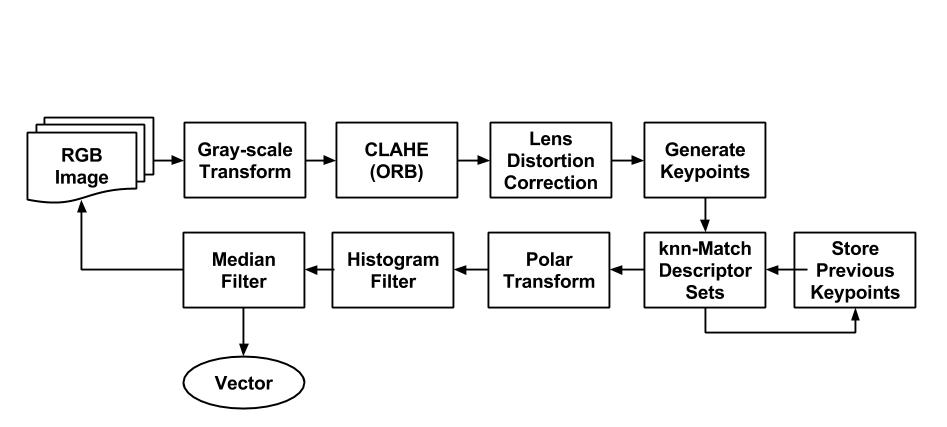 RGB
Image
Gray-scale
Transform
CLAHE
(ORB)
Lens
Distortion
Correction
Generate
Keypoints
Median
Filter
Histogram
Filter
Polar
Transform
knn-Match
Descriptor
Sets
Store
Previous
Keypoints
Vector